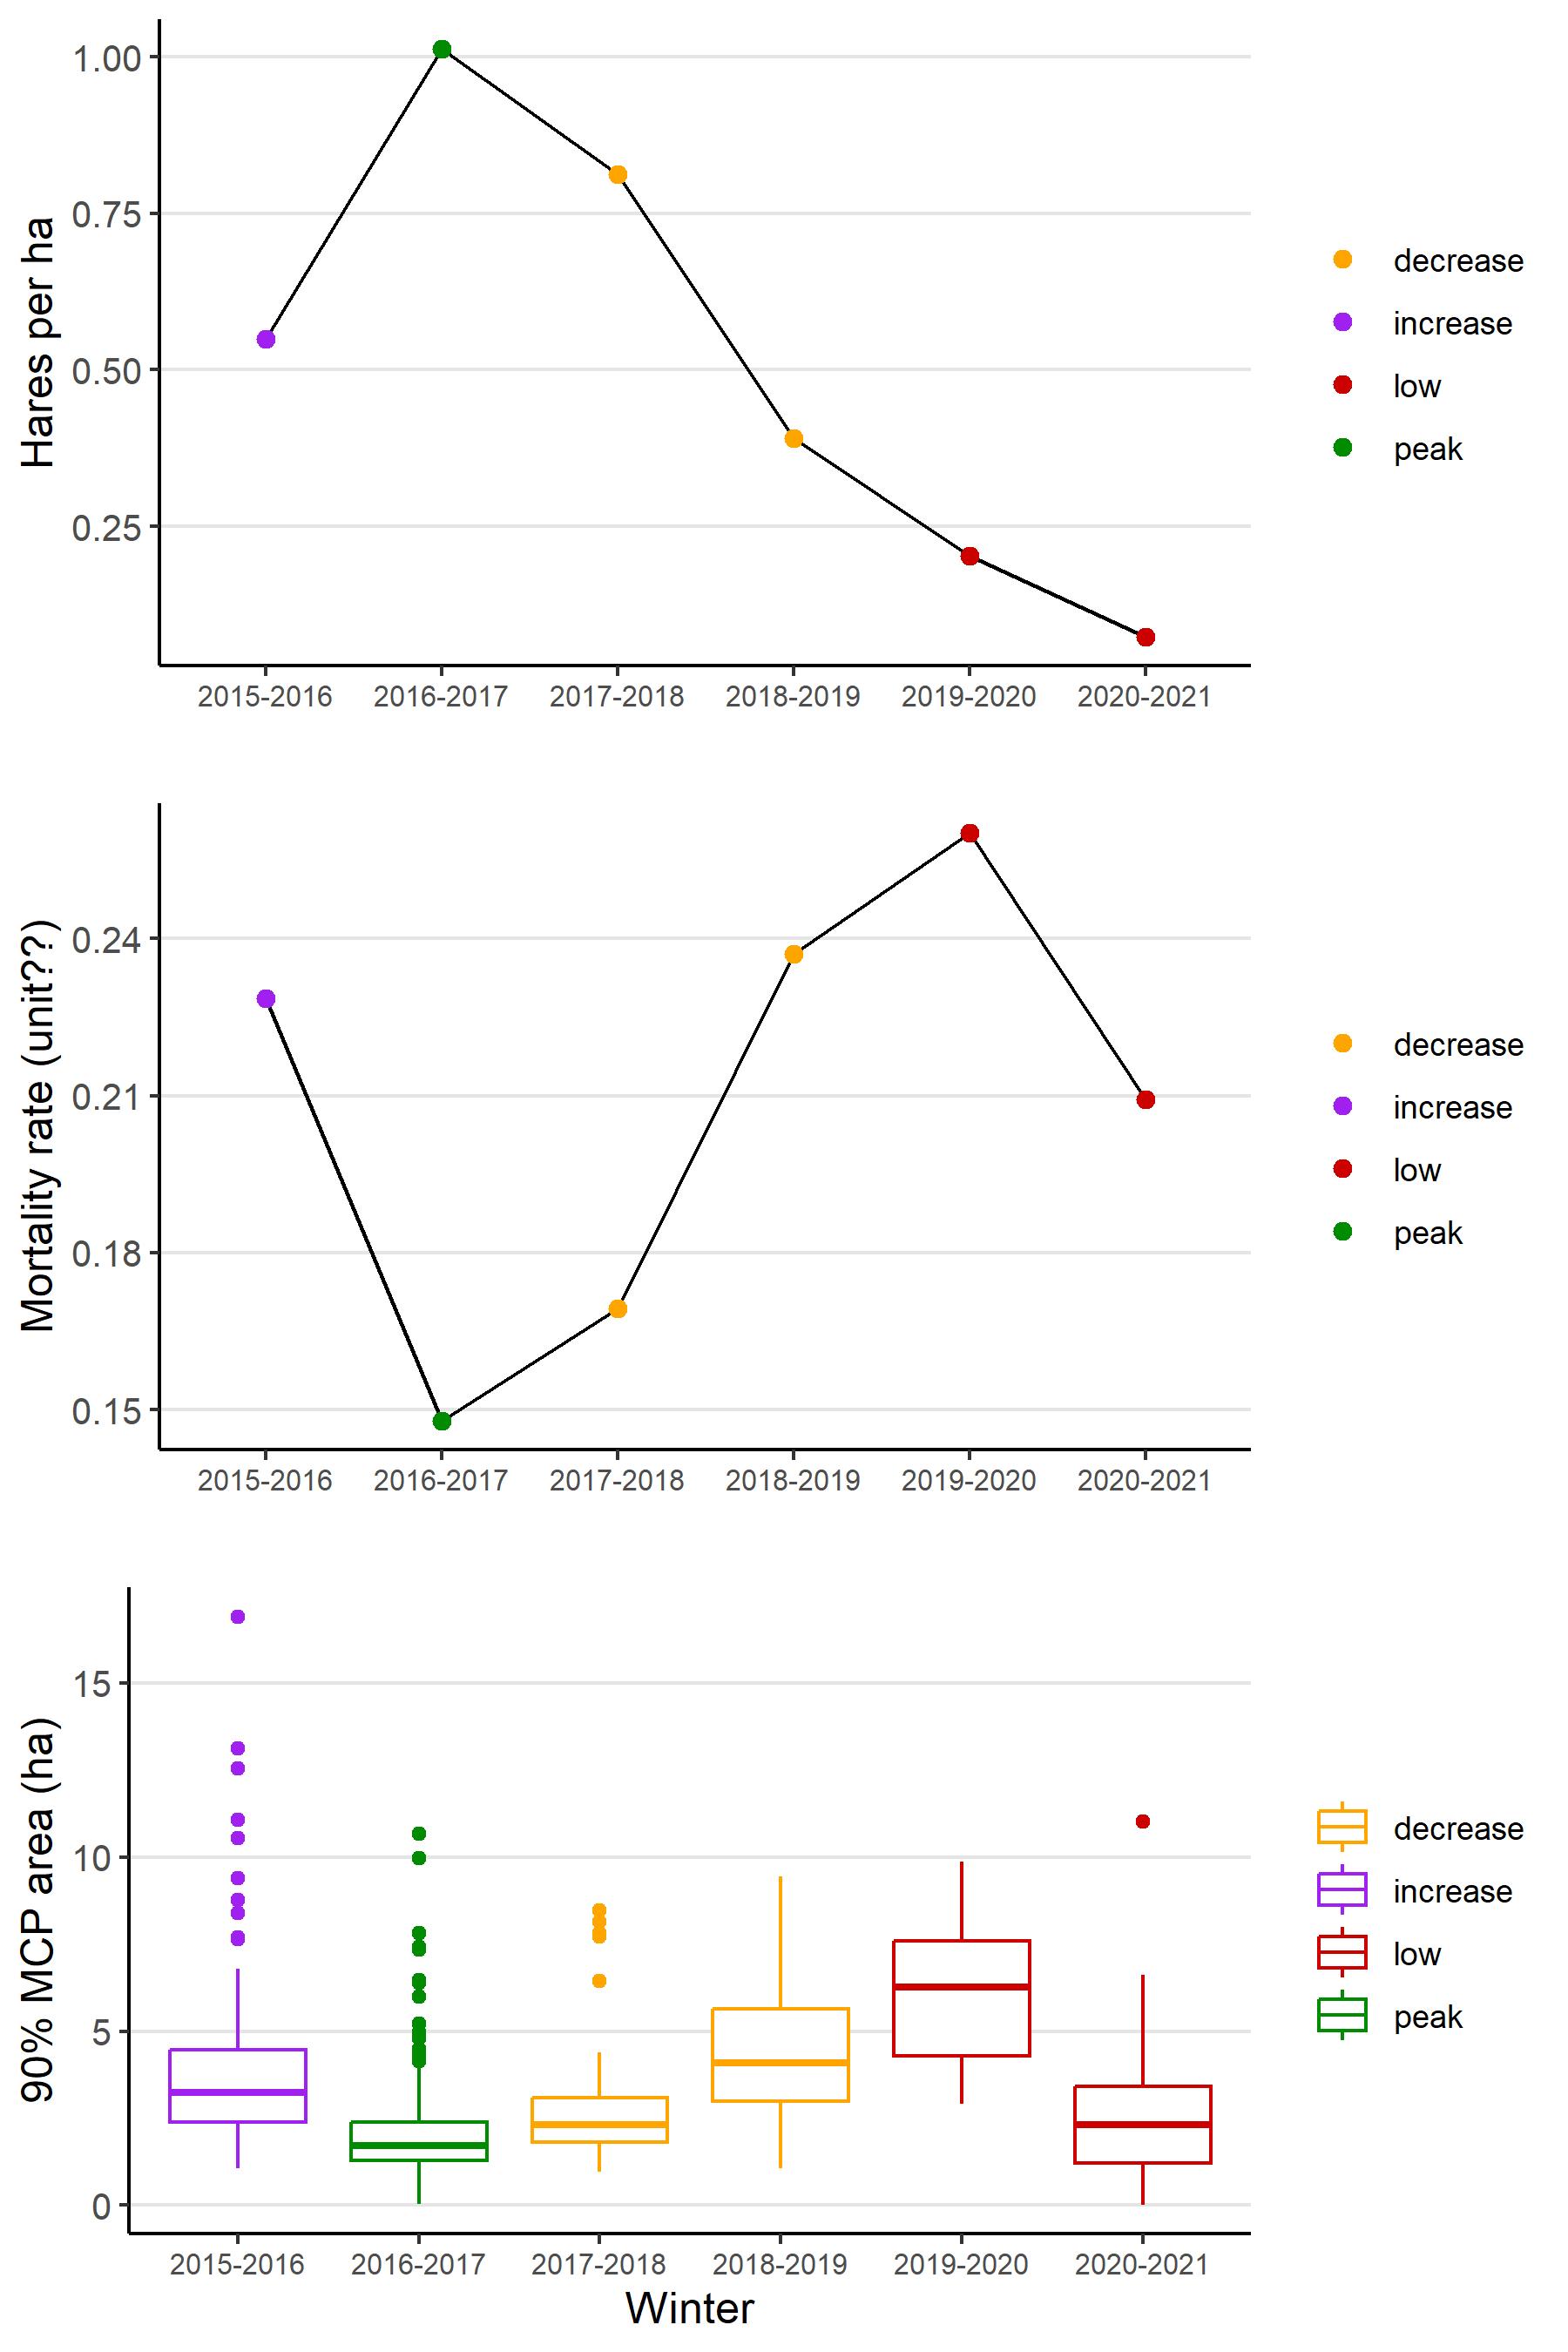 Hares per ha
1.00
0.75
0.50
0.25
2015-2016 2016-2017 2017-2018 2018-2019 2019-2020 2020-2021
decrease
increase
low
peak
Mortality rate (unit??)
0.24
0.21
0.18
0.15
2015-2016 2016-2017 2017-2018 2018-2019 2019-2020 2020-2021
decrease
increase
low
peak
90% MCP area (ha)
15
10
5
0
2015-2016 2016-2017 2017-2018 2018-2019 2019-2020 2020-2021
Winter
decrease
increase
low
peak